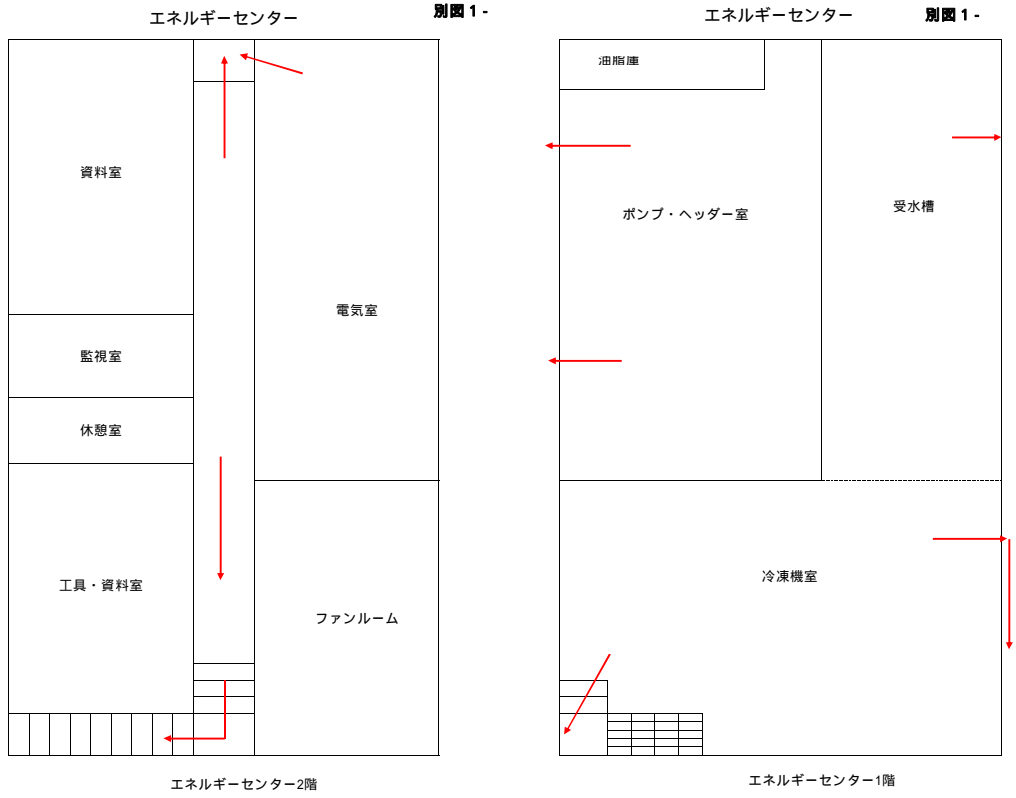 エネルギーセンター
別図1-
資料室
電気室
監視室
休憩室
工具・資料室
ファンルーム
エネルギーセンター2階
エネルギーセンター
別図1-
油脂庫
ポンプ・ヘッダー室
受水槽
冷凍機室
エネルギーセンター1階